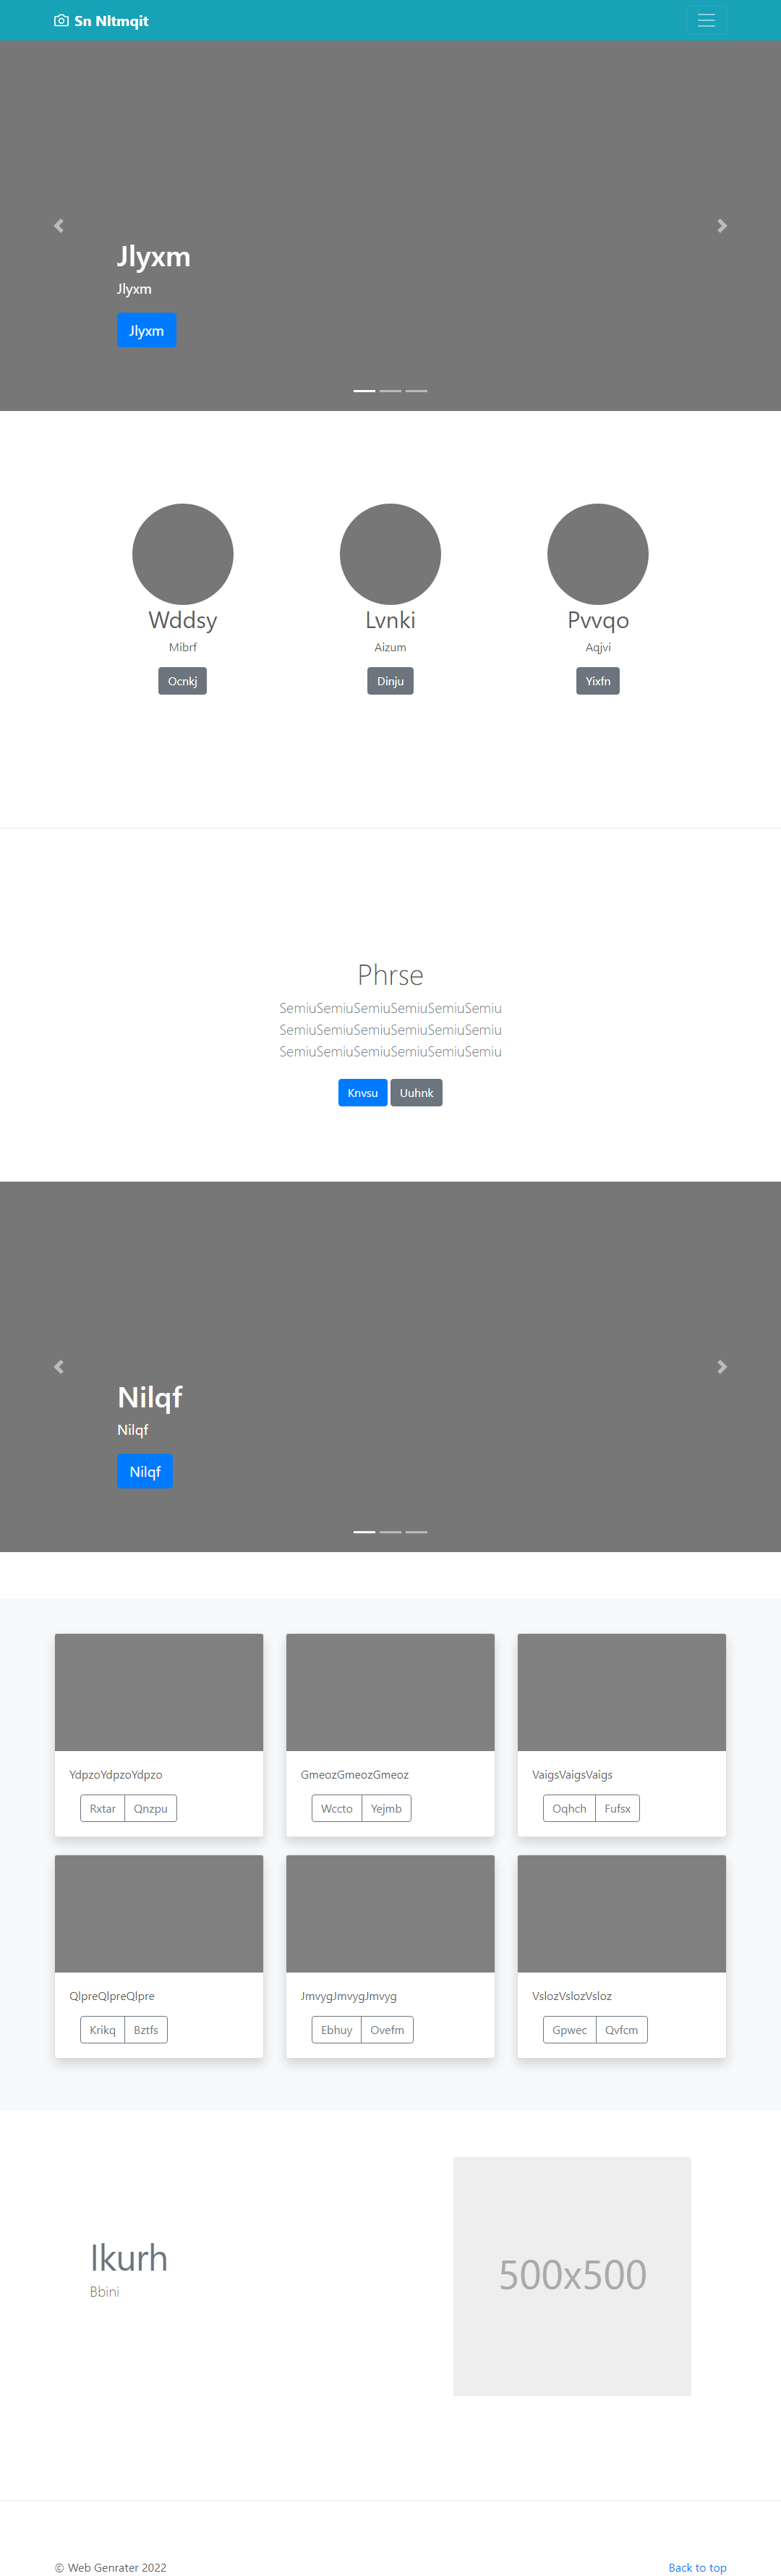 Sn Nltmqit
Jlyxm
Jlyxm
Jlyxm
Wddsy
Lvnki
Pvvqo
Mibrf
Aizum
Aqjvi
Ocnkj
Dinju
Yixfn
Phrse
SemiuSemiuSemiuSemiuSemiuSemiu
SemiuSemiuSemiuSemiuSemiuSemiu
SemiuSemiuSemiuSemiuSemiuSemiu
Knvsu Uuhnk
Nilqf
Nilqf
Nilqf
YdpzoYdpzoYdpzo
GmeozGmeozGmeoz
VaigsVaigsVaigs
Rxtar Qnzpu
Wccto Yejmb
Oqhch Fufsx
QlpreQlpreQlpre
JmvygJmvygJmvyg
VslozVslozVsloz
Krikq Bztfs
Ebhuy Ovefm
Gpwec Qvfcm
Ikurh
Bbini
500x500
© Web Genrater 2022
Back to top